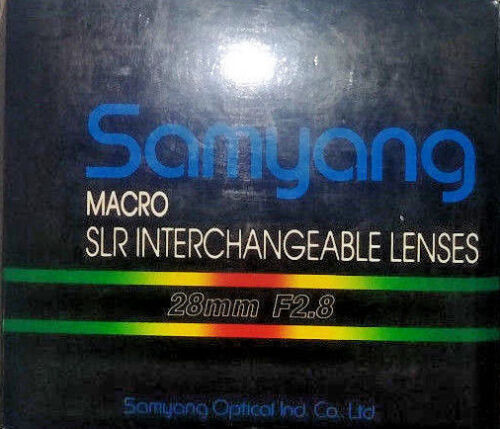 Samyang
MACRO
SLR INTERCHANGEABLE LENSES
28mm F2.8
Samyang Optical Ind. Co. Ltd